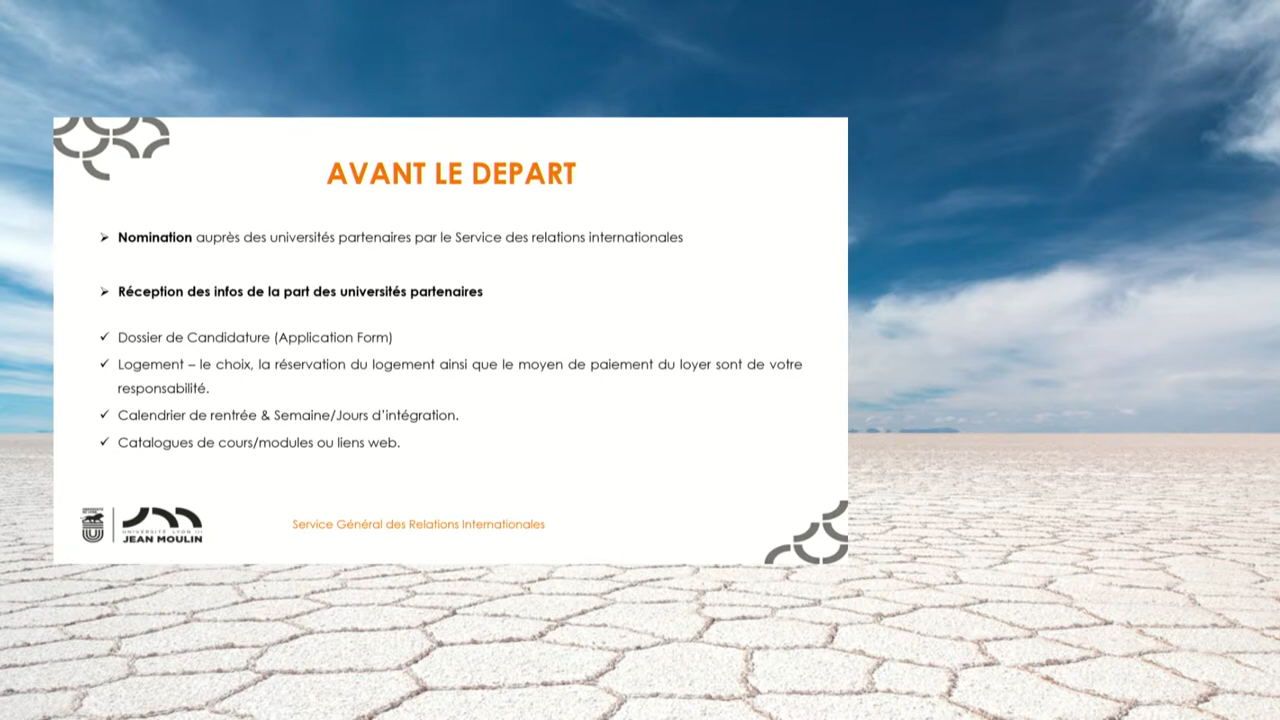 AVANT LE DEPART
➢ Nomination auprès des universités partenaires par le Service des relations internationales
➢ Réception des infos de la part des universités partenaires
✓ Dossier de Candidature (Application Form)
✓ Logement – le choix, la réservation du logement ainsi que le moyen de paiement du loyer sont de votre
responsabilité.
✓ Calendrier de rentrée & Semaine/Jours d’intégration.
✓ Catalogues de cours/modules ou liens web.
UNIVERSITÉ LYON III
JEAN MOULIN
Service Général des Relations Internationales